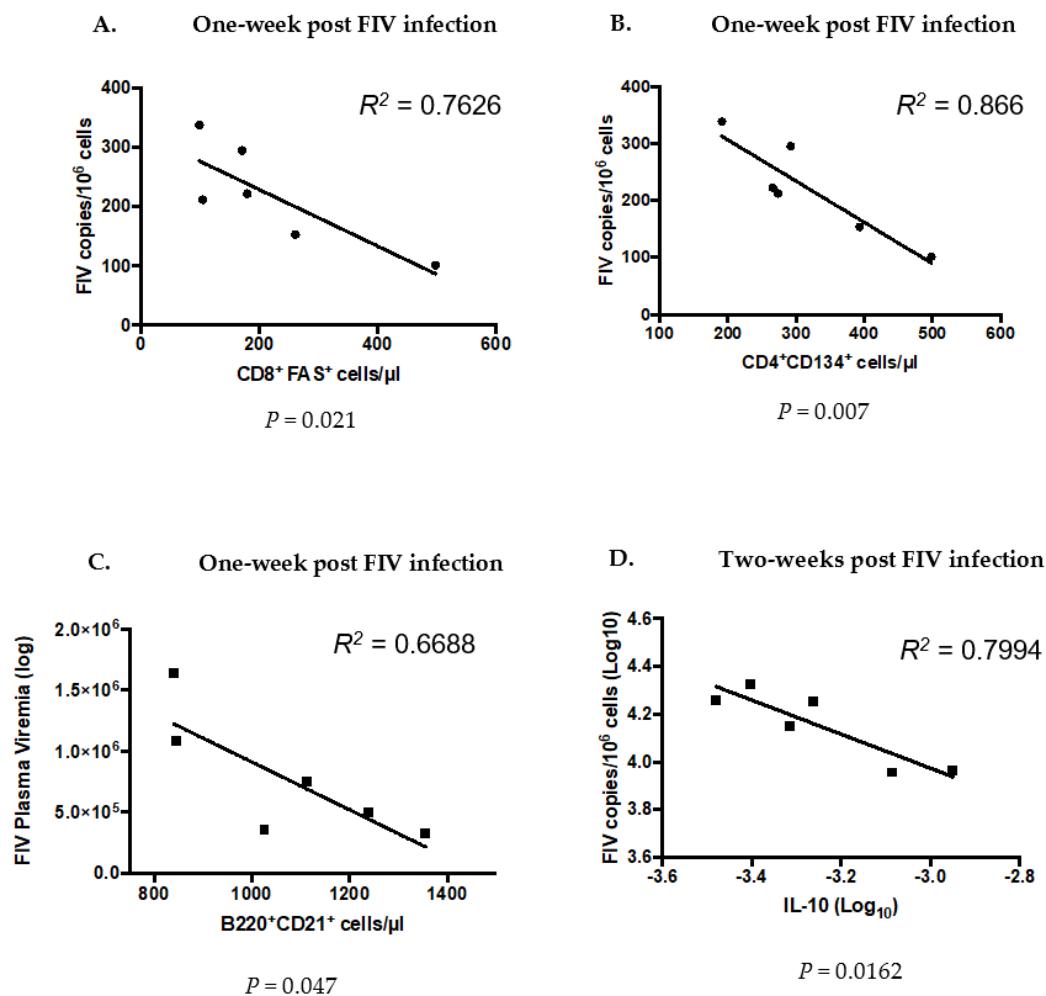 A. One-week post FIV infection
R² = 0.7626
FIV copies/10⁶ cells
400
300
200
100
0
0 200 400 600
CD8⁺ FAS⁺ cells/µl
P = 0.021
B. One-week post FIV infection
R² = 0.866
FIV copies/10⁶ cells
400
300
200
100
0
100 200 300 400 500 600
CD4⁺CD134⁺ cells/µl
P = 0.007
C. One-week post FIV infection
R² = 0.6688
FIV Plasma Viremia (log)
2.0×10⁶
1.5×10⁶
1.0×10⁶
5.0×10⁵
0.0
800 1000 1200 1400
B220⁺CD21⁺ cells/µl
P = 0.047
D. Two-weeks post FIV infection
R² = 0.7994
FIV copies/10⁶ cells (Log10)
4.6
4.4
4.2
4.0
3.8
3.6
-3.6 -3.4 -3.2 -3.0 -2.8
IL-10 (Log₁₀)
P = 0.0162